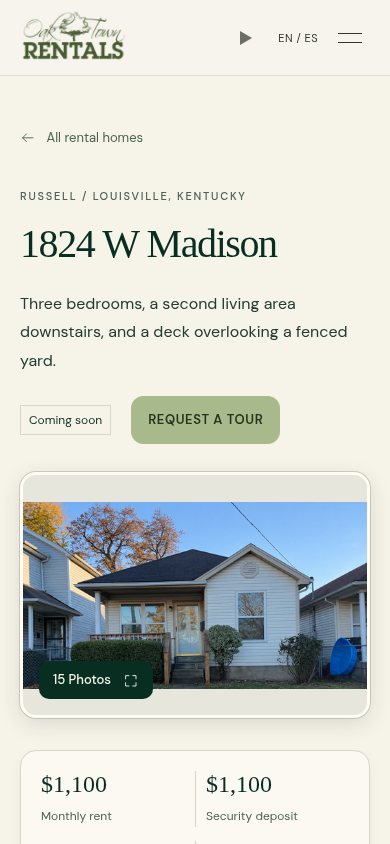 Oak Town
RENTALS
EN / ES
← All rental homes
RUSSELL / LOUISVILLE, KENTUCKY
1824 W Madison
Three bedrooms, a second living area
downstairs, and a deck overlooking a fenced
yard.
Coming soon
REQUEST A TOUR
15 Photos
$1,100
$1,100
Monthly rent
Security deposit